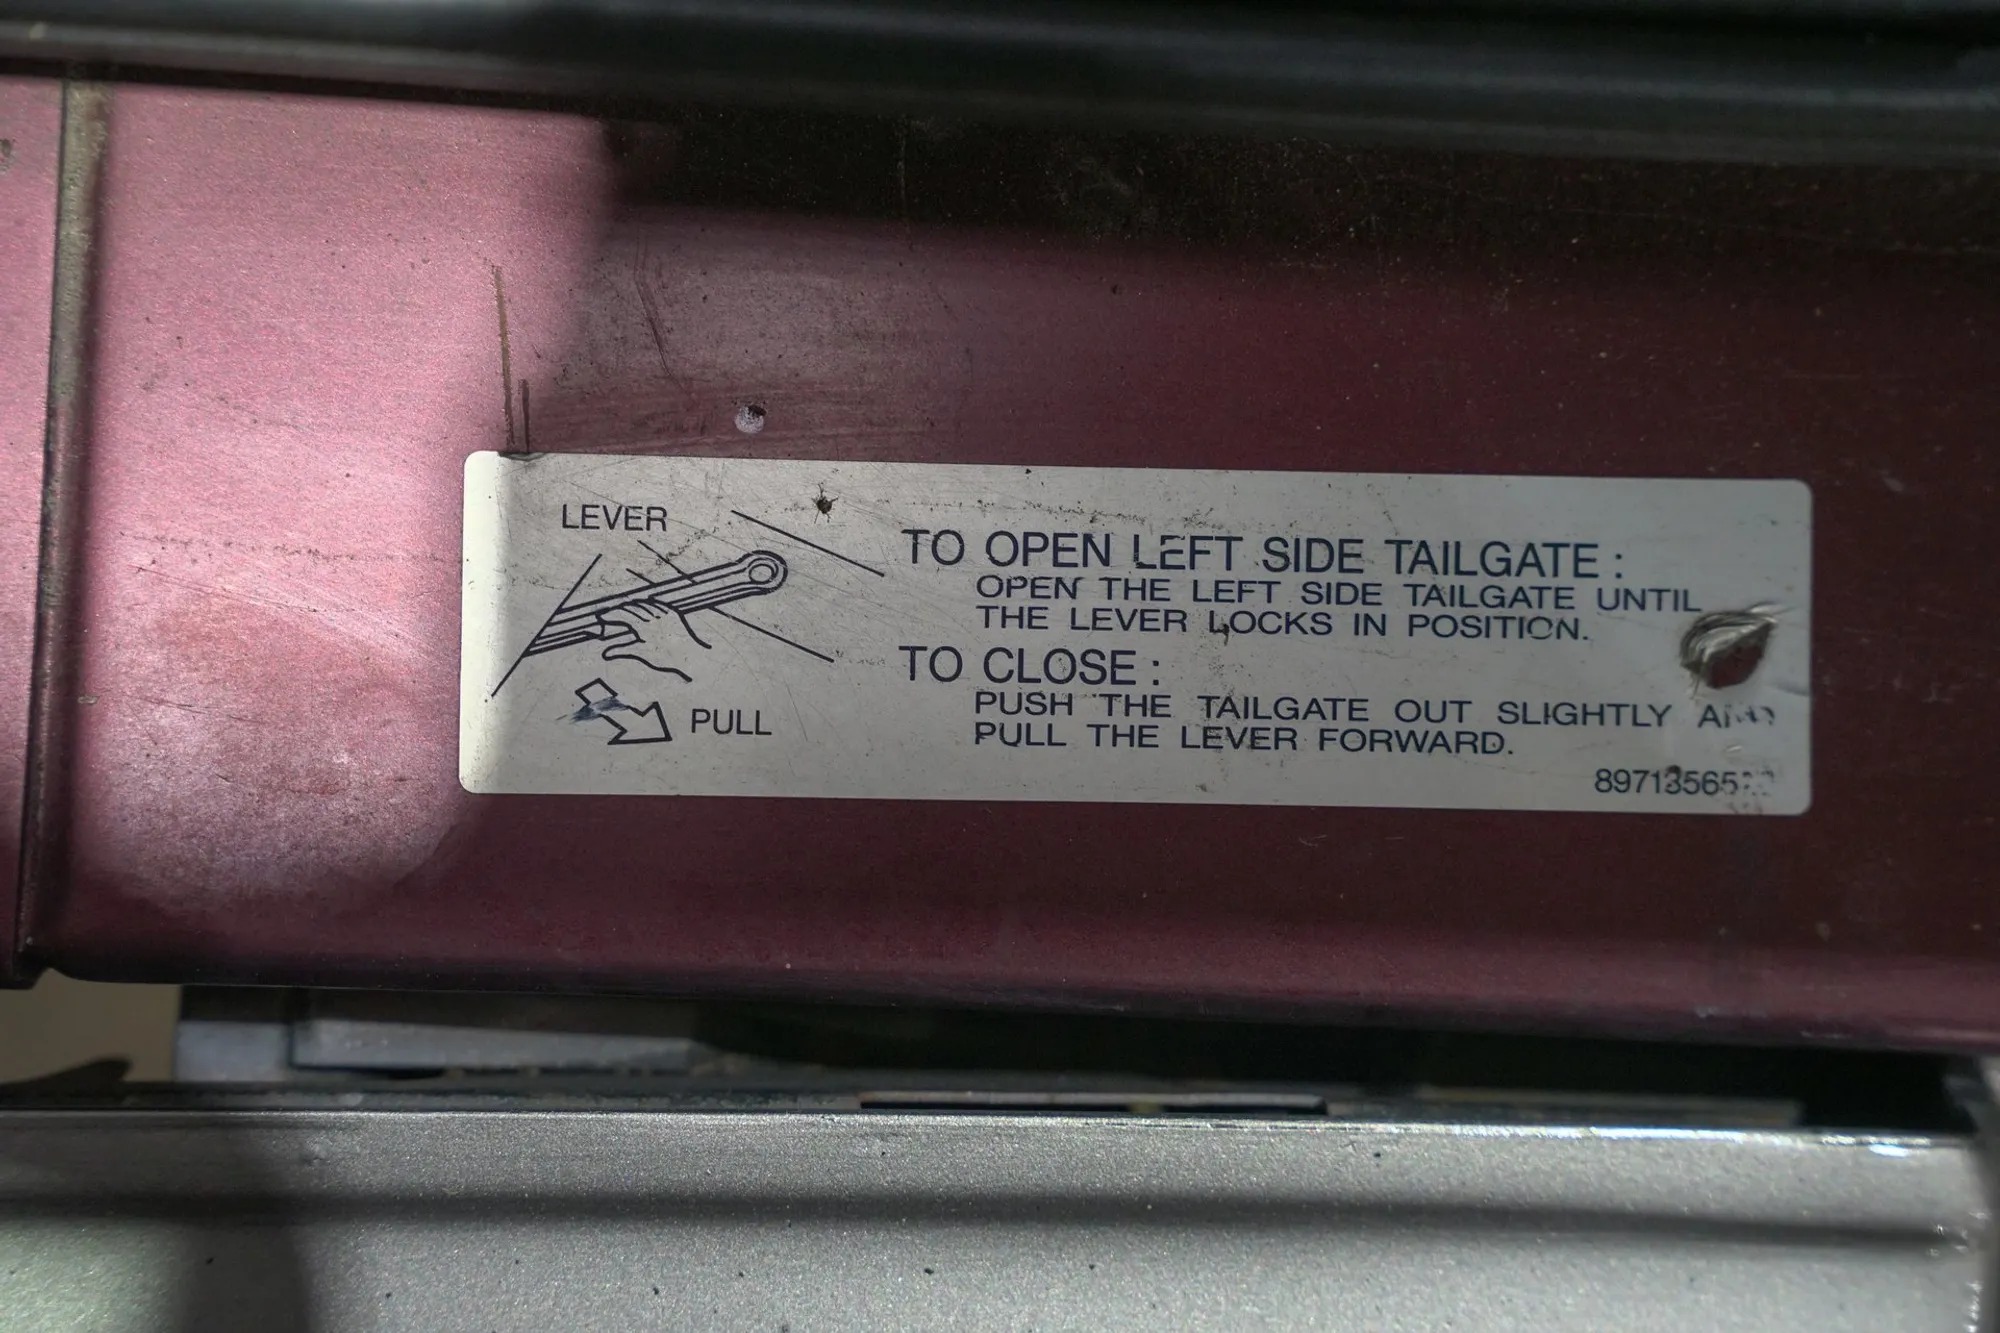 LEVER
PULL
TO OPEN LEFT SIDE TAILGATE :
OPEN THE LEFT SIDE TAILGATE UNTIL
THE LEVER LOCKS IN POSITION.
TO CLOSE :
PUSH THE TAILGATE OUT SLIGHTLY AND
PULL THE LEVER FORWARD.